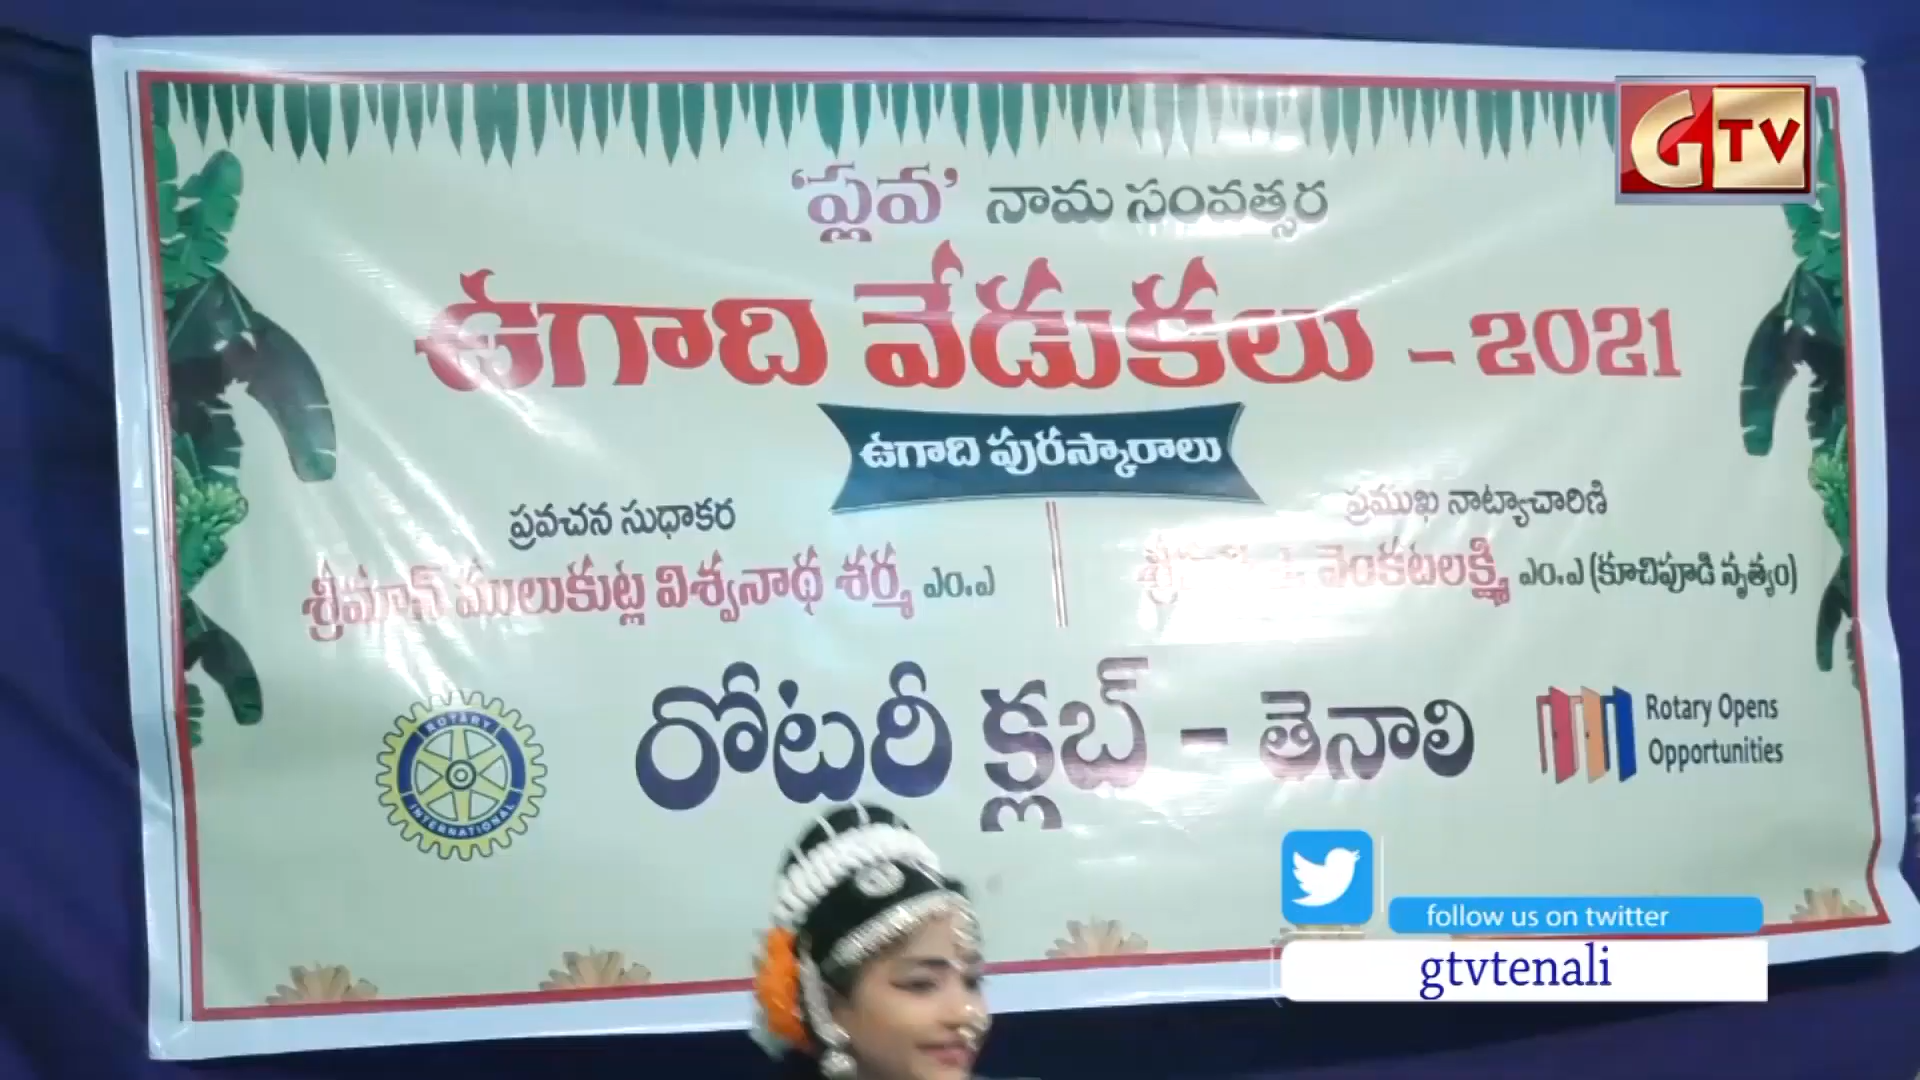 GTV
'ప్లవ' నామ సంవత్సర
ఉగాది వేడుకలు - 2021
ఉగాది పురస్కారాలు
ప్రవచన సుధాకర
శ్రీమాన్ ములుకుట్ల విశ్వనాథ శర్మ ఎం.ఎ
ప్రముఖ నాట్యాచారిణి
వెంకటలక్ష్మి ఎం.ఎ (కూచిపూడి నృత్యం)
ROTARY
INTERNATIONAL
రోటరీ క్లబ్ - తెనాలి
Rotary Opens
Opportunities
follow us on twitter
gtvtenali